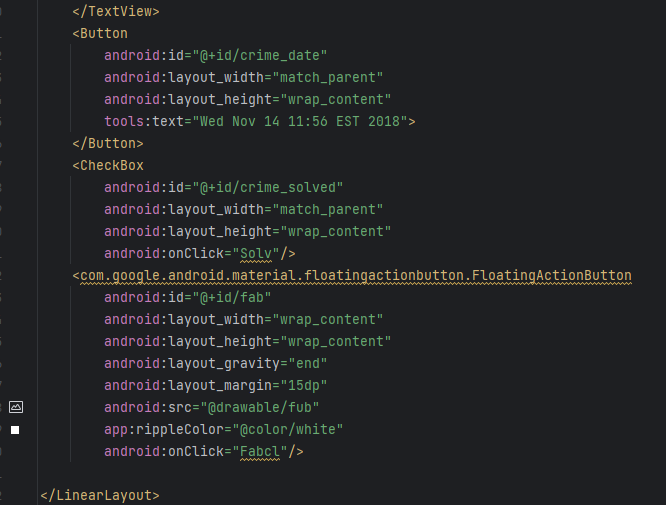 </TextView>
<Button
android:id="@+id/crime_date"
android:layout_width="match_parent"
android:layout_height="wrap_content"
tools:text="Wed Nov 14 11:56 EST 2018">
</Button>
<CheckBox
android:id="@+id/crime_solved"
android:layout_width="match_parent"
android:layout_height="wrap_content"
android:onClick="Solv"/>
<com.google.android.material.floatingactionbutton.FloatingActionButton
android:id="@+id/fab"
android:layout_width="wrap_content"
android:layout_height="wrap_content"
android:layout_gravity="end"
android:layout_margin="15dp"
android:src="@drawable/fub"
app:rippleColor="@color/white"
android:onClick="Fabcl"/>
</LinearLayout>